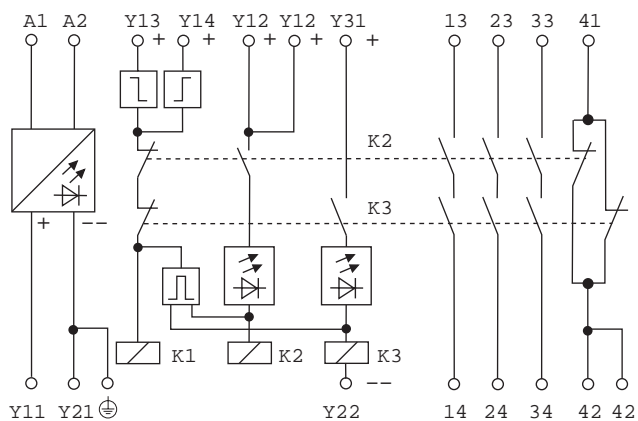 A1 A2 Y13 Y14 Y12 Y12 Y31 13 23 33 41
+ + + + +
K2
K3
+ --
K1 K2 K3
--
Y11 Y21 Y22 14 24 34 42 42